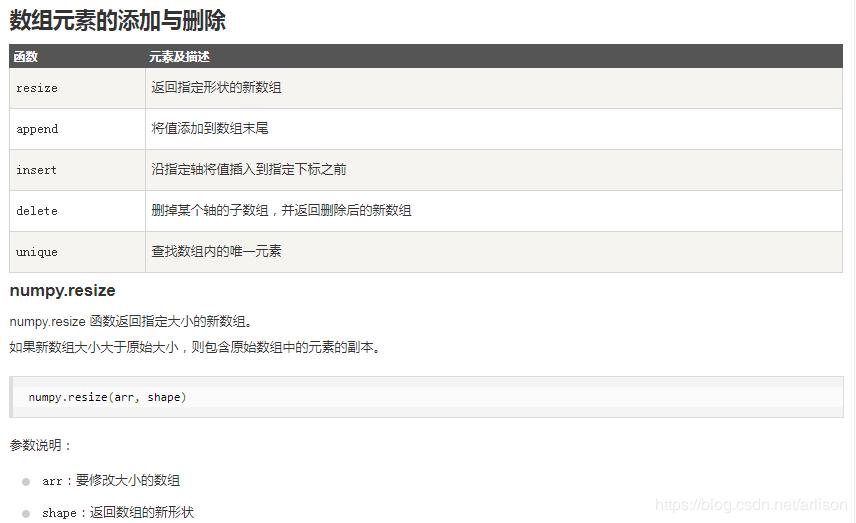 数组元素的添加与删除
函数 元素及描述
resize 返回指定形状的新数组
append 将值添加到数组末尾
insert 沿指定轴将值插入到指定下标之前
delete 删掉某个轴的子数组，并返回删除后的新数组
unique 查找数组内的唯一元素
numpy.resize
numpy.resize 函数返回指定大小的新数组。
如果新数组大小大于原始大小，则包含原始数组中的元素的副本。
numpy.resize(arr, shape)
参数说明：
arr：要修改大小的数组
shape：返回数组的新形状
https://blog.csdn.net/arlison